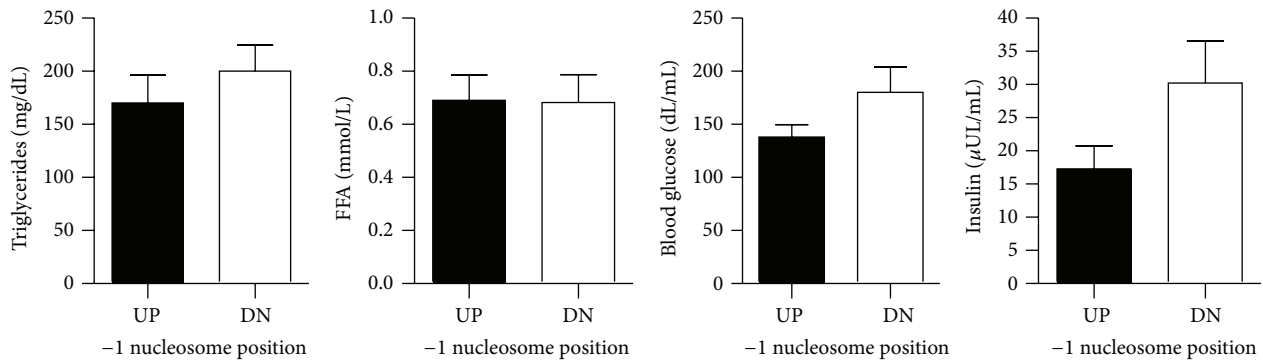 Triglycerides (mg/dL)
250
200
150
100
50
0
UP DN
−1 nucleosome position
FFA (mmol/L)
1.0
0.8
0.6
0.4
0.2
0.0
UP DN
−1 nucleosome position
Blood glucose (dL/mL)
250
200
150
100
50
0
UP DN
−1 nucleosome position
Insulin (μUL/mL)
40
35
30
25
20
15
10
5
0
UP DN
−1 nucleosome position